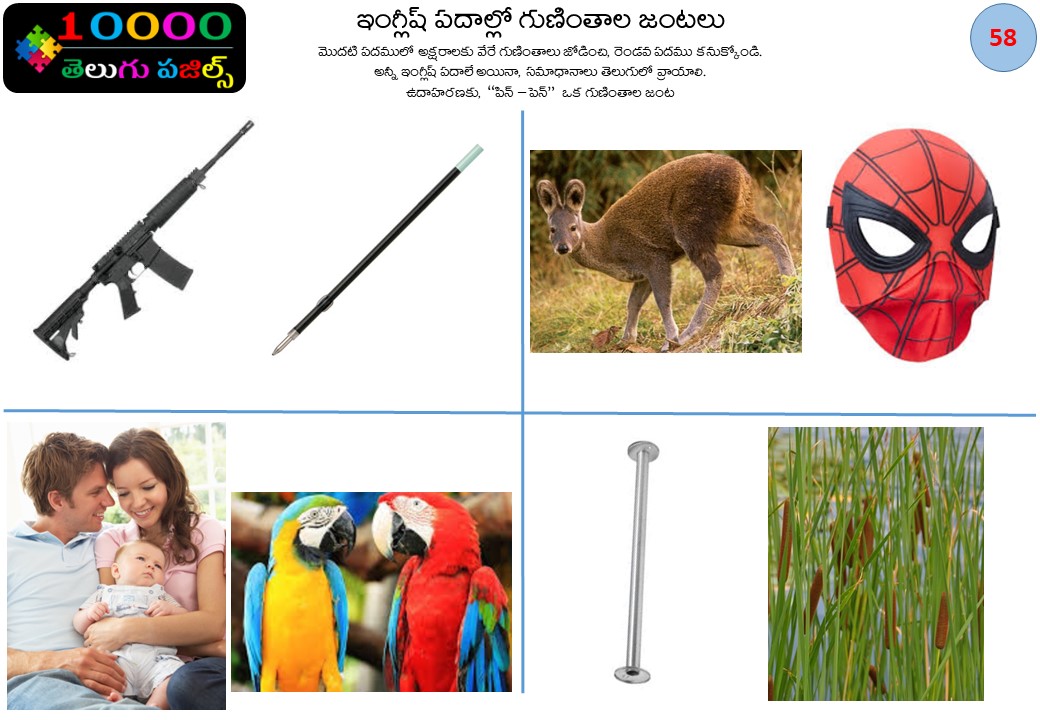 10000
తెలుగు పజిల్స్
ఇంగ్లీష్ పదాల్లో గుణింతాల జంటలు
మొదటి పదములో అక్షరాలకు వేరే గుణింతాలు జోడించి, రెండవ పదము కనుక్కోండి.
అన్నీ ఇంగ్లీష్ పదాలే అయినా, సమాధానాలు తెలుగులో వ్రాయాలి.
ఉదాహరణకు, “పిన్ – పెన్” ఒక గుణింతాల జంట
58